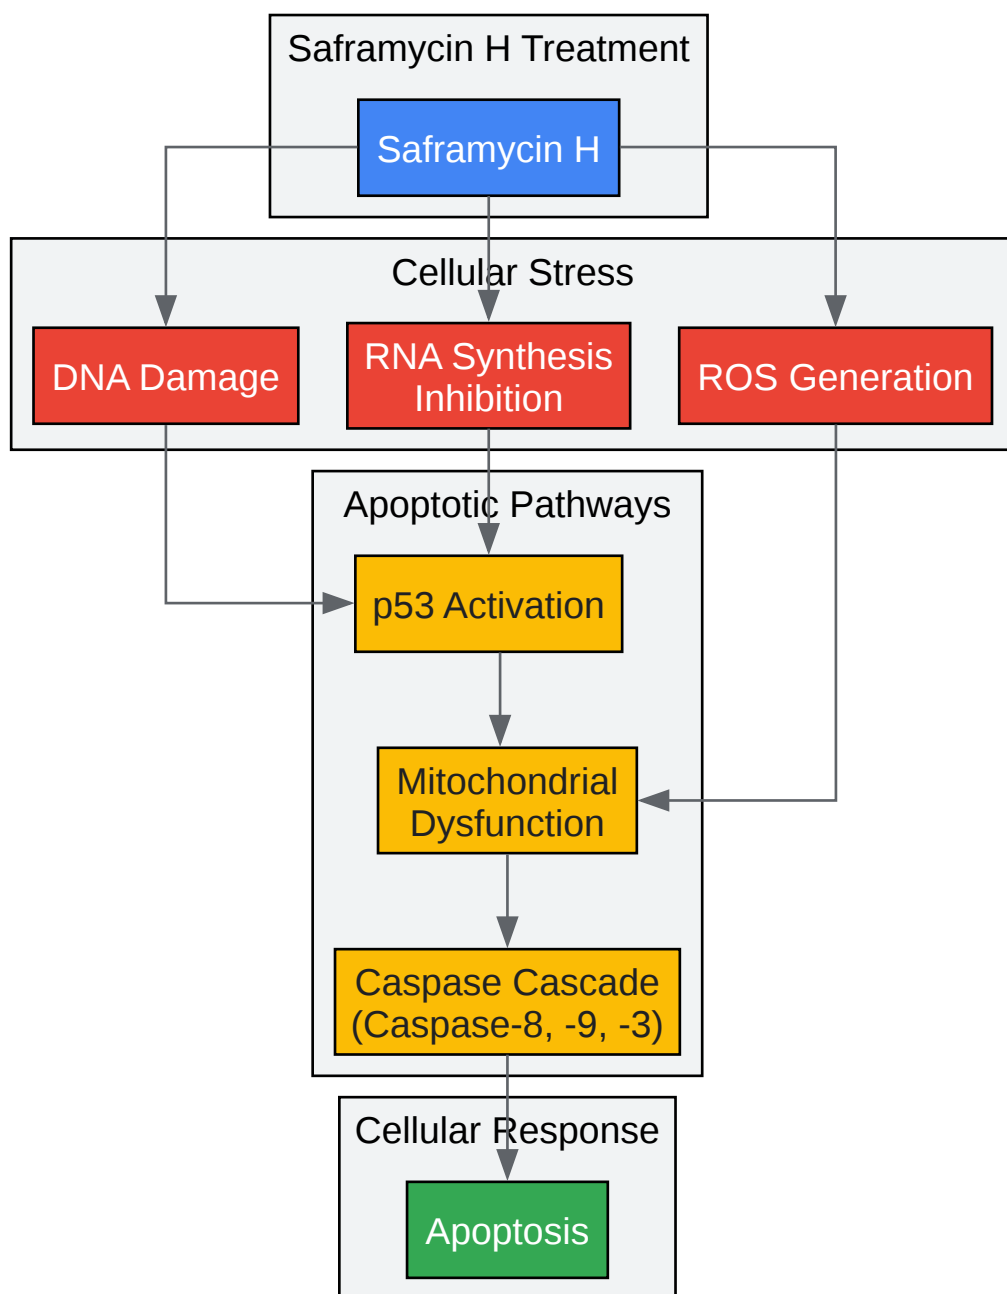 Saframycin H Treatment
Saframycin H
Cellular Stress
DNA Damage
RNA Synthesis
Inhibition
ROS Generation
Apoptotic Pathways
p53 Activation
Mitochondrial
Dysfunction
Caspase Cascade
(Caspase-8, -9, -3)
Cellular Response
Apoptosis